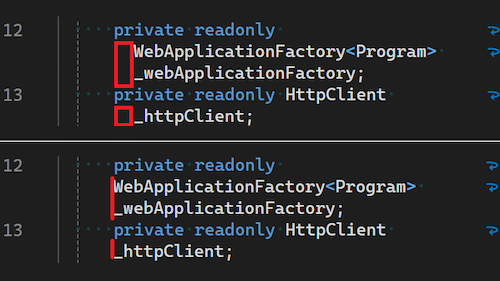 12 private readonly
WebApplicationFactory<Program>
_webApplicationFactory;
13 private readonly HttpClient
_httpClient;
12 private readonly
WebApplicationFactory<Program>
_webApplicationFactory;
13 private readonly HttpClient
_httpClient;